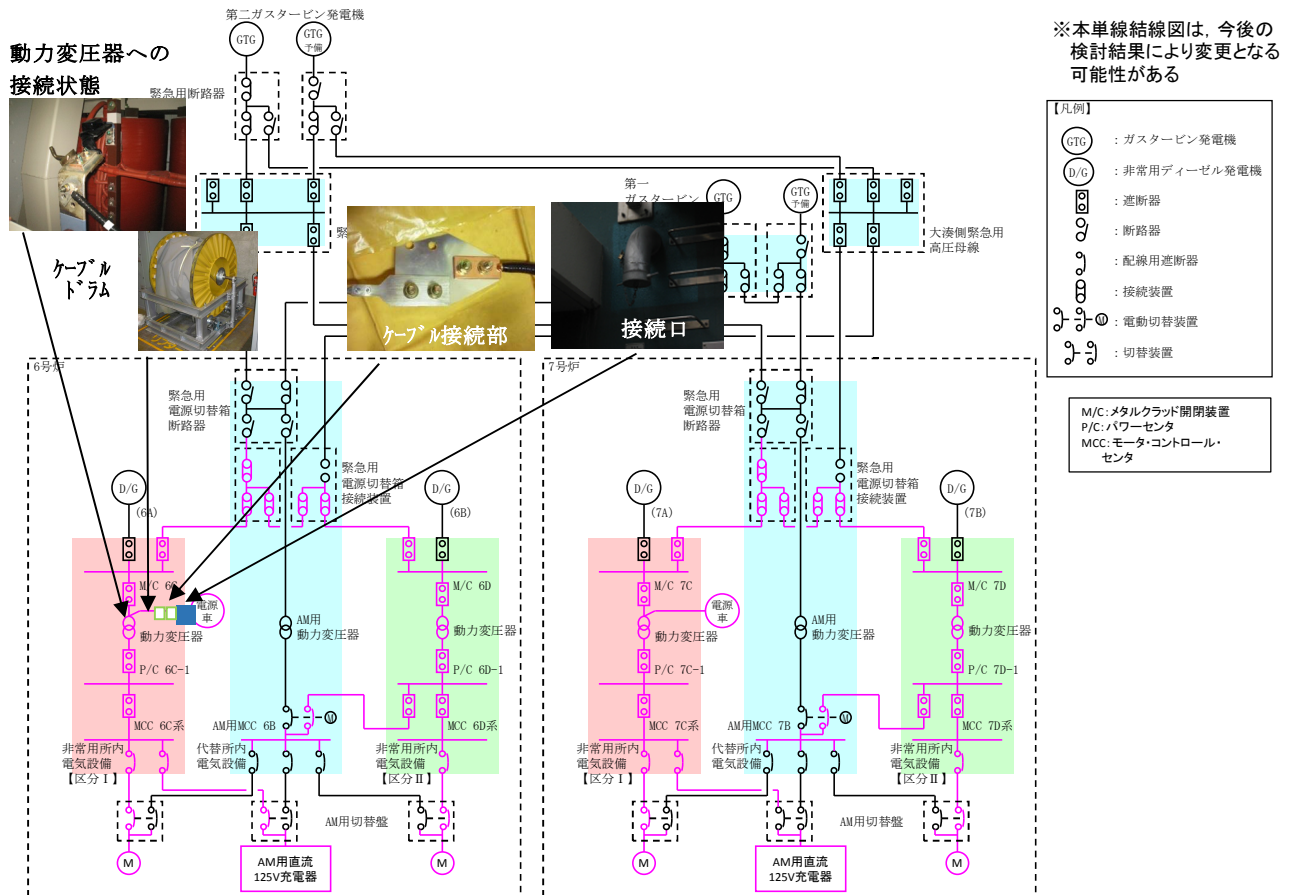 第二ガスタービン発電機
動力変圧器への
接続状態
GTG
GTG
予備
緊急用断路器
※本単線結線図は，今後の
検討結果により変更となる
可能性がある
【凡例】
GTG
：ガスタービン発電機
D/G
：非常用ディーゼル発電機
：遮断器
：断路器
：配線用遮断器
：接続装置
M
：電動切替装置
：切替装置
M/C：メタルクラッド開閉装置
P/C：パワーセンタ
MCC：モータ・コントロール・
センタ
第一
ガスタービン
GTG
GTG
予備
緊
大湊側緊急用
高圧母線
ケーブル
ドラム
ケーブル接続部
接続口
6号炉
緊急用
電源切替箱
断路器
緊急用
電源切替箱
接続装置
D/G
(6A)
D/G
(6B)
M/C 6C
M/C 6D
電源
車
動力変圧器
AM用
動力変圧器
動力変圧器
P/C 6C-1
P/C 6D-1
MCC 6C系
AM用MCC 6B
M
MCC 6D系
非常用所内
電気設備
【区分Ⅰ】
代替所内
電気設備
非常用所内
電気設備
【区分Ⅱ】
AM用切替盤
M
AM用直流
125V充電器
M
7号炉
緊急用
電源切替箱
断路器
緊急用
電源切替箱
接続装置
D/G
(7A)
D/G
(7B)
M/C 7C
M/C 7D
電源
車
動力変圧器
AM用
動力変圧器
動力変圧器
P/C 7C-1
P/C 7D-1
MCC 7C系
AM用MCC 7B
M
MCC 7D系
非常用所内
電気設備
【区分Ⅰ】
代替所内
電気設備
非常用所内
電気設備
【区分Ⅱ】
AM用切替盤
M
AM用直流
125V充電器
M